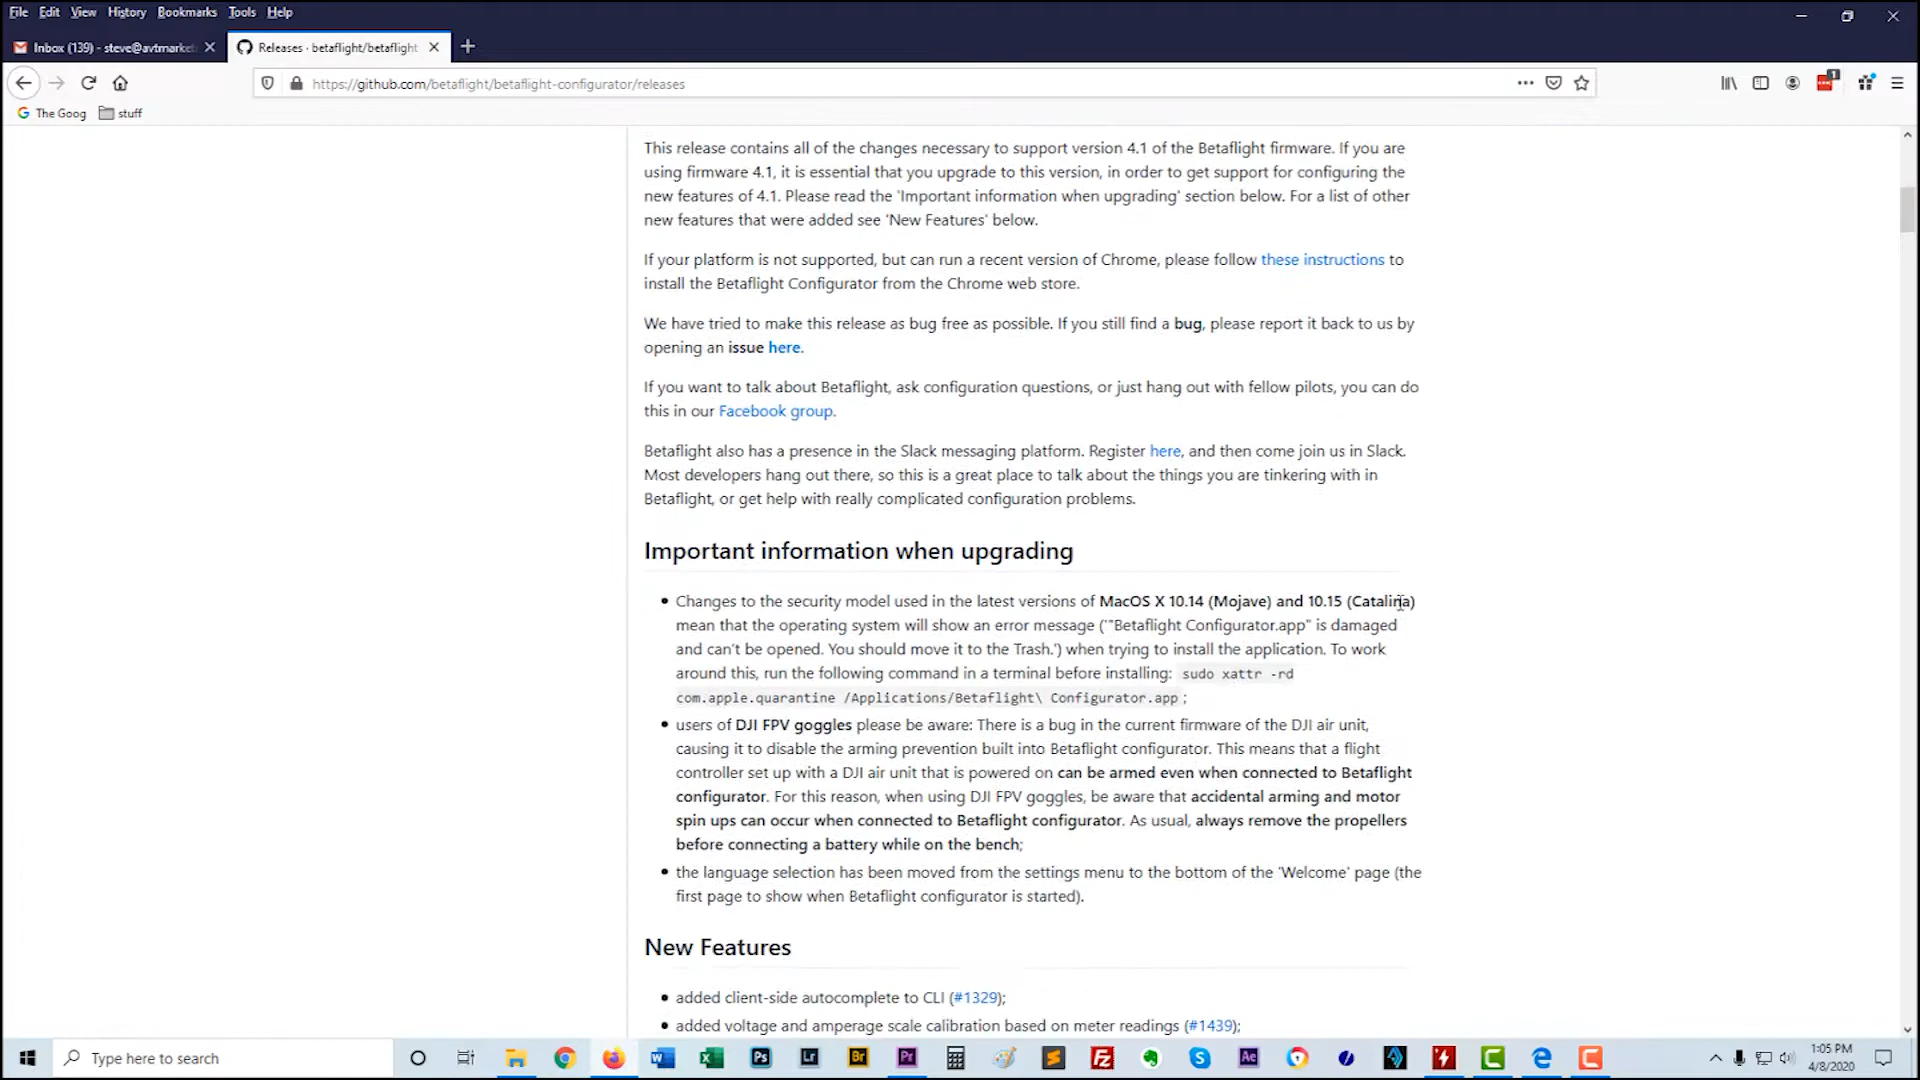 File Edit View History Bookmarks Tools Help
Inbox (139) - steve@avtmarket
Releases · betaflight/betaflight
https://github.com/betaflight/betaflight-configurator/releases
1
The Goog stuff
This release contains all of the changes necessary to support version 4.1 of the Betaflight firmware. If you are
using firmware 4.1, it is essential that you upgrade to this version, in order to get support for configuring the
new features of 4.1. Please read the 'Important information when upgrading' section below. For a list of other
new features that were added see 'New Features' below.
If your platform is not supported, but can run a recent version of Chrome, please follow these instructions to
install the Betaflight Configurator from the Chrome web store.
We have tried to make this release as bug free as possible. If you still find a bug, please report it back to us by
opening an issue here.
If you want to talk about Betaflight, ask configuration questions, or just hang out with fellow pilots, you can do
this in our Facebook group.
Betaflight also has a presence in the Slack messaging platform. Register here, and then come join us in Slack.
Most developers hang out there, so this is a great place to talk about the things you are tinkering with in
Betaflight, or get help with really complicated configuration problems.
Important information when upgrading
• Changes to the security model used in the latest versions of MacOS X 10.14 (Mojave) and 10.15 (Catalina)
mean that the operating system will show an error message ('"Betaflight Configurator.app" is damaged
and can't be opened. You should move it to the Trash.') when trying to install the application. To work
around this, run the following command in a terminal before installing: sudo xattr -rd
com.apple.quarantine /Applications/Betaflight\ Configurator.app;
• users of DJI FPV goggles please be aware: There is a bug in the current firmware of the DJI air unit,
causing it to disable the arming prevention built into Betaflight configurator. This means that a flight
controller set up with a DJI air unit that is powered on can be armed even when connected to Betaflight
configurator. For this reason, when using DJI FPV goggles, be aware that accidental arming and motor
spin ups can occur when connected to Betaflight configurator. As usual, always remove the propellers
before connecting a battery while on the bench;
• the language selection has been moved from the settings menu to the bottom of the 'Welcome' page (the
first page to show when Betaflight configurator is started).
New Features
• added client-side autocomplete to CLI (#1329);
• added voltage and amperage scale calibration based on meter readings (#1439);
Type here to search
W X Ps Lr Br Pr Fz S Ae
1:05 PM
4/8/2020